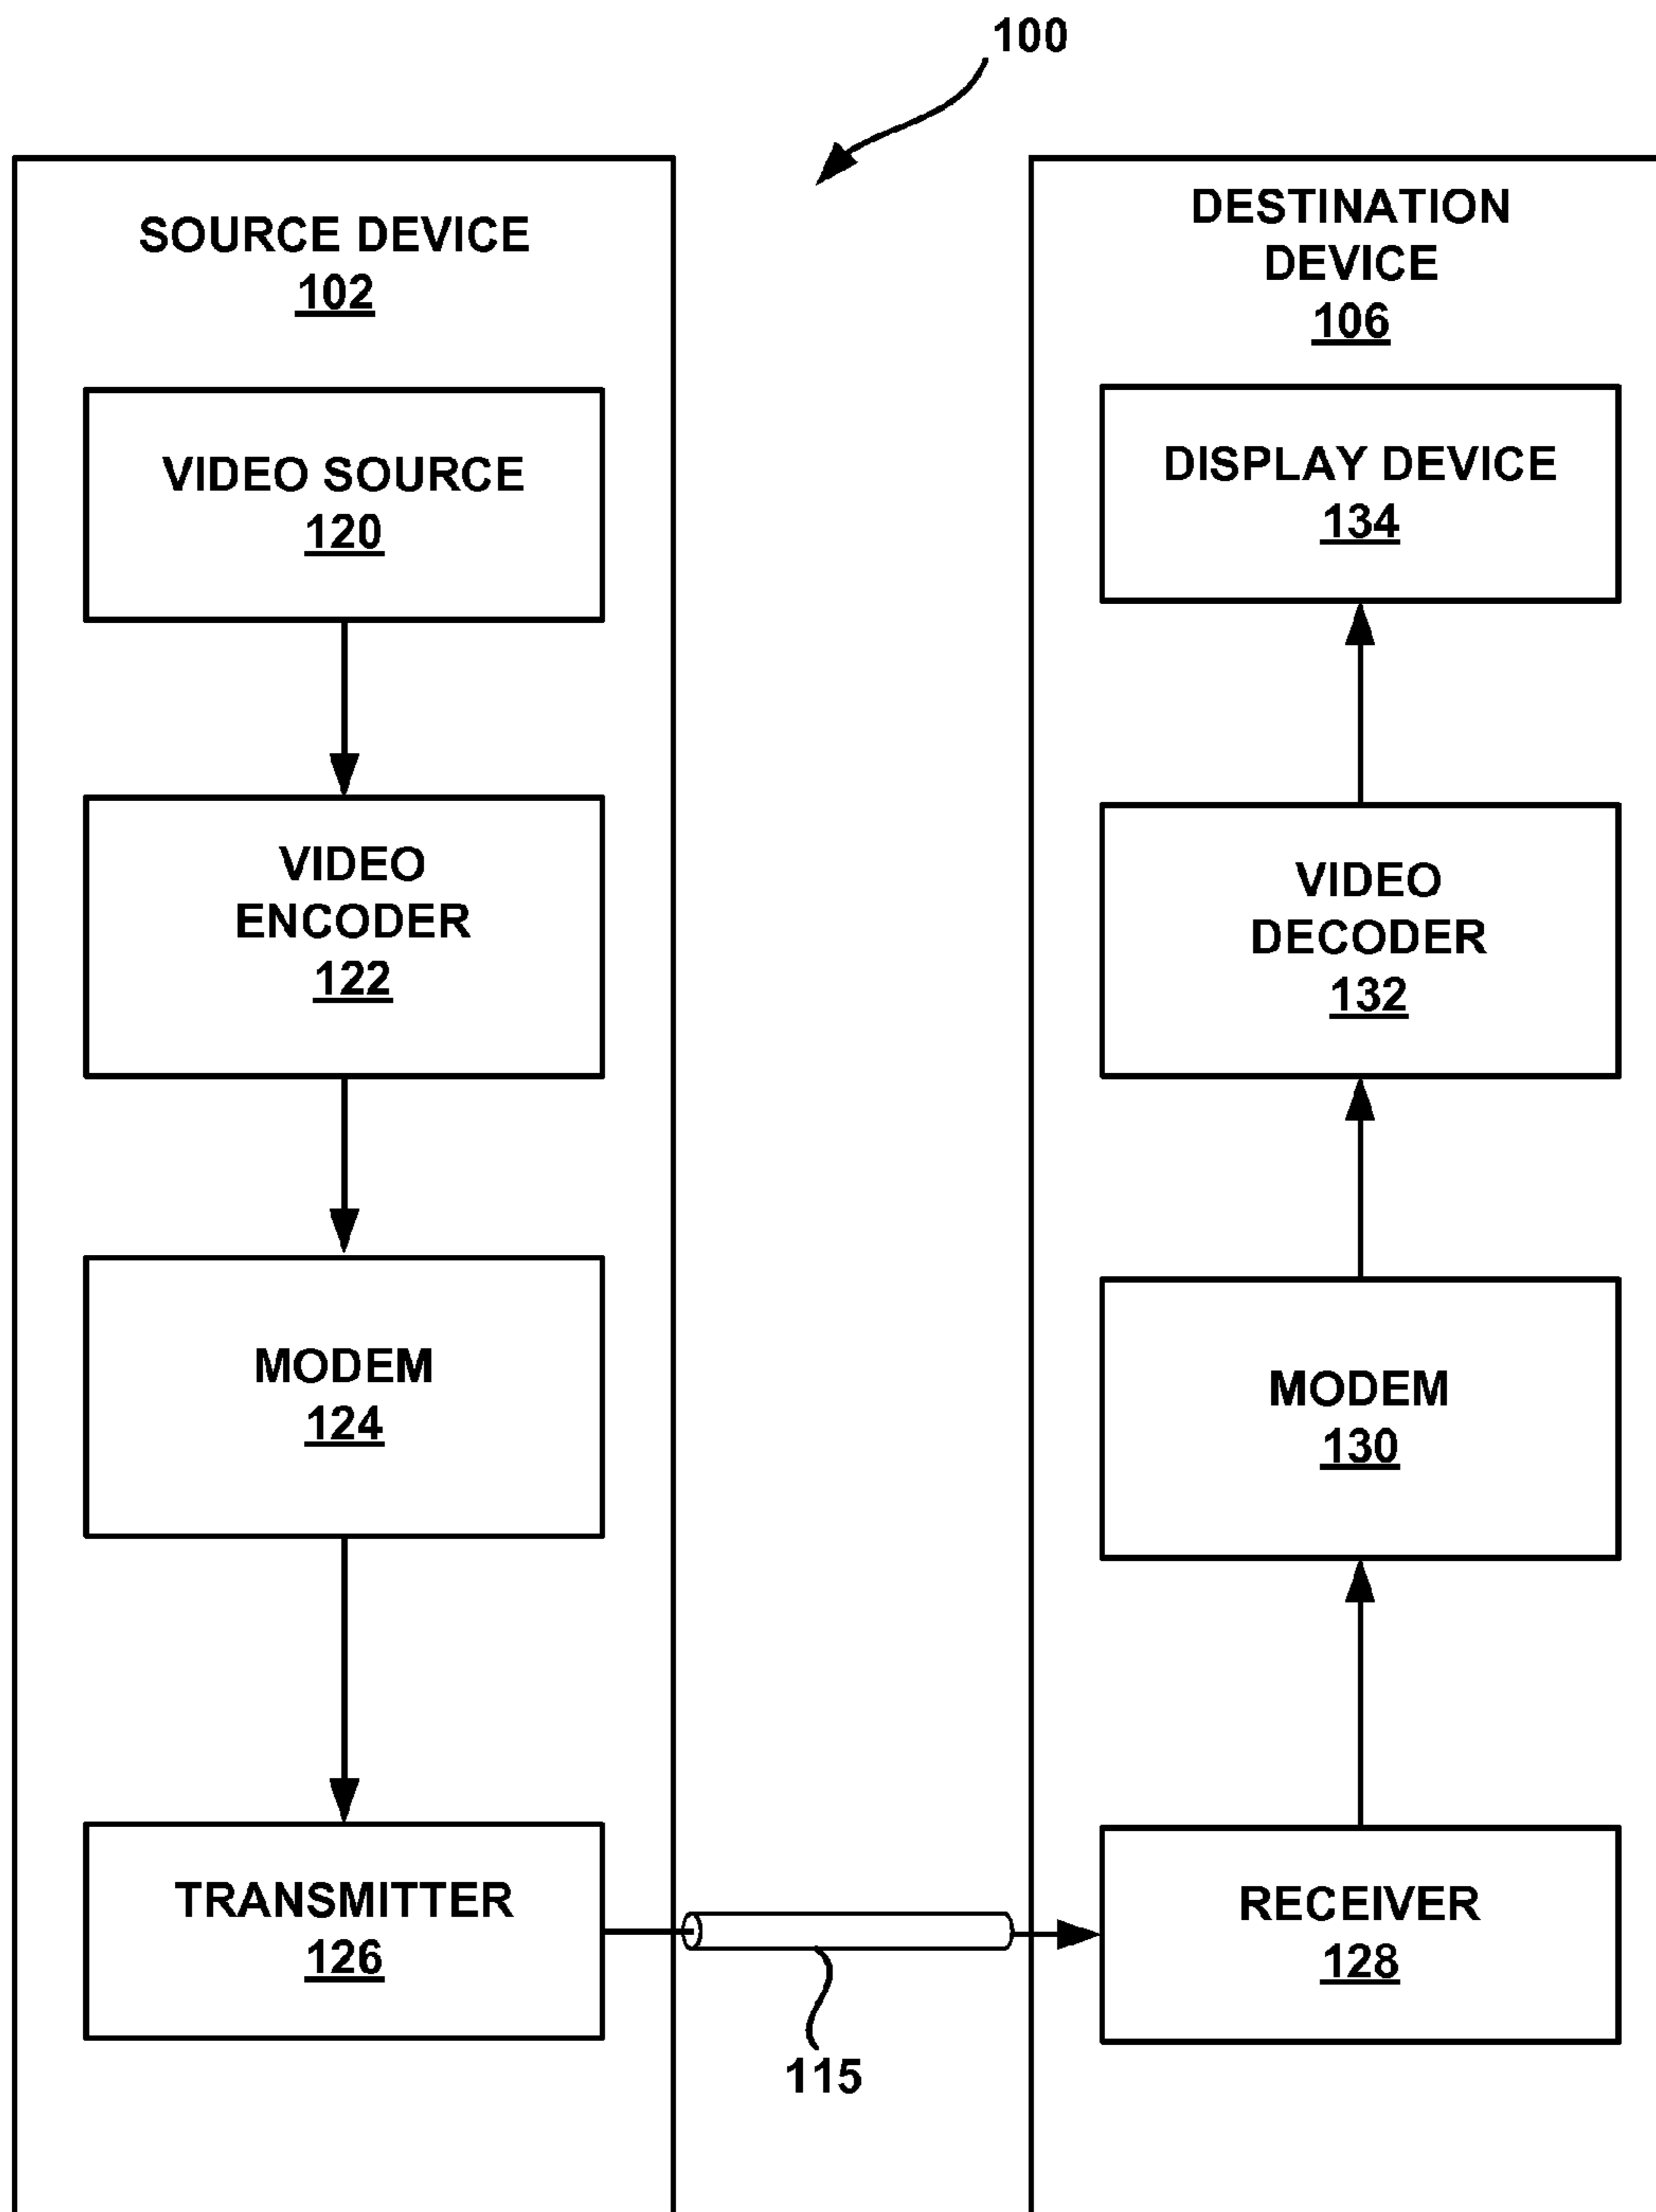 100
SOURCE DEVICE
102
VIDEO SOURCE
120
VIDEO
ENCODER
122
MODEM
124
TRANSMITTER
126
115
DESTINATION
DEVICE
106
DISPLAY DEVICE
134
VIDEO
DECODER
132
MODEM
130
RECEIVER
128